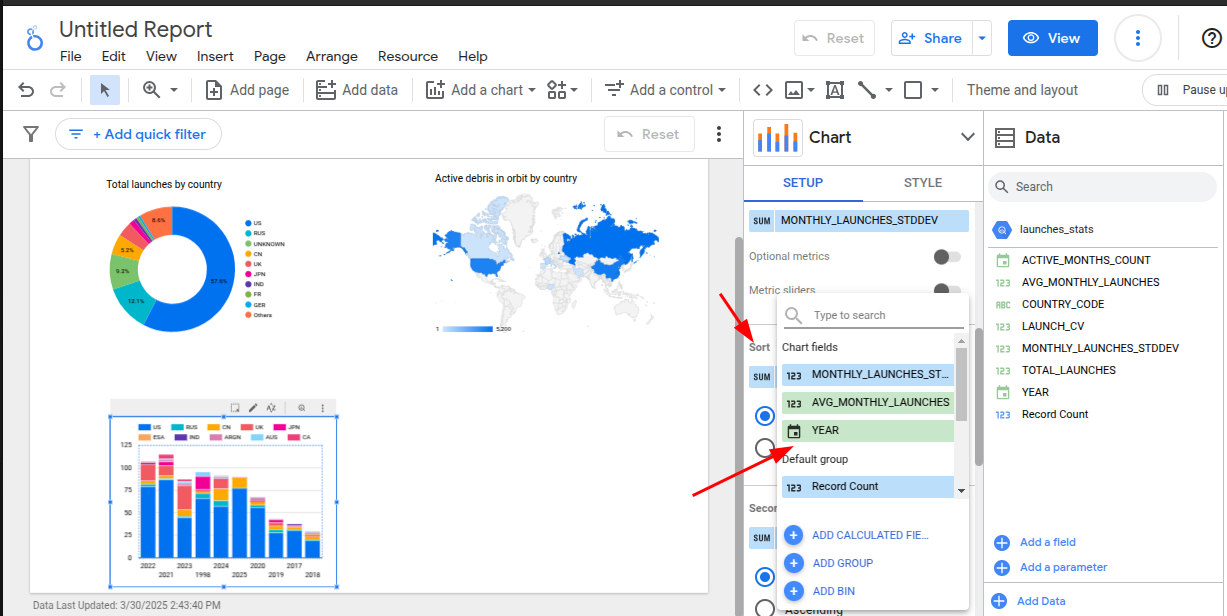 Untitled Report
File Edit View Insert Page Arrange Resource Help
Reset
Share
View
Add page
Add data
Add a chart
Add a control
Theme and layout
Pause up
+ Add quick filter
Reset
Chart
SETUP STYLE
SUM MONTHLY_LAUNCHES_STDDEV
Optional metrics
Metric sliders
Sort
SUM
Secon
SUM
Ascending
Type to search
Chart fields
123 MONTHLY_LAUNCHES_ST...
123 AVG_MONTHLY_LAUNCHES
YEAR
Default group
123 Record Count
ADD CALCULATED FIE...
ADD GROUP
ADD BIN
Data
Search
launches_stats
ACTIVE_MONTHS_COUNT
123 AVG_MONTHLY_LAUNCHES
ABC COUNTRY_CODE
123 LAUNCH_CV
123 MONTHLY_LAUNCHES_STDDEV
123 TOTAL_LAUNCHES
YEAR
123 Record Count
Add a field
Add a parameter
Add Data
Total launches by country
8.6%
5.2%
9.3%
13.1%
57.6%
US
RUS
UNKNOWN
CN
UK
JPN
IND
FR
GER
Others
Active debris in orbit by country
1 5,200
US RUS CN UK JPN
ESA IND ARGN AUS CA
125
100
75
50
25
0
2022 2023 2024 2020 2017
2021 1998 2025 2019 2018
Data Last Updated: 3/30/2025 2:43:40 PM